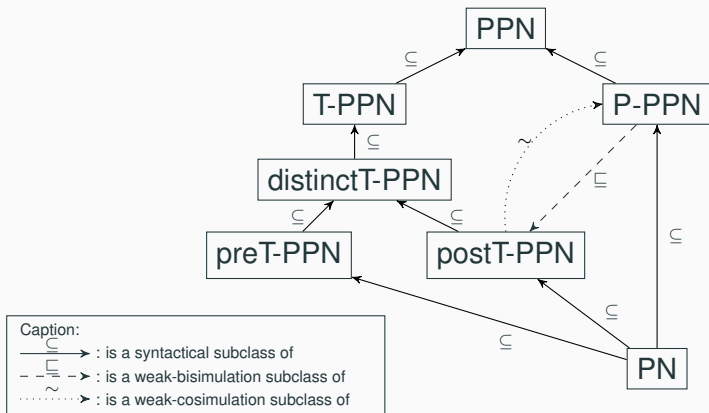 PPN
⊆ ⊆
T-PPN P-PPN
⊆ ~
distinctT-PPN
⊑
⊆ ⊆
⊆
preT-PPN postT-PPN
⊆
Caption:
⊆ : is a syntactical subclass of
⊑ : is a weak-bisimulation subclass of
~ : is a weak-cosimulation subclass of
⊆
PN